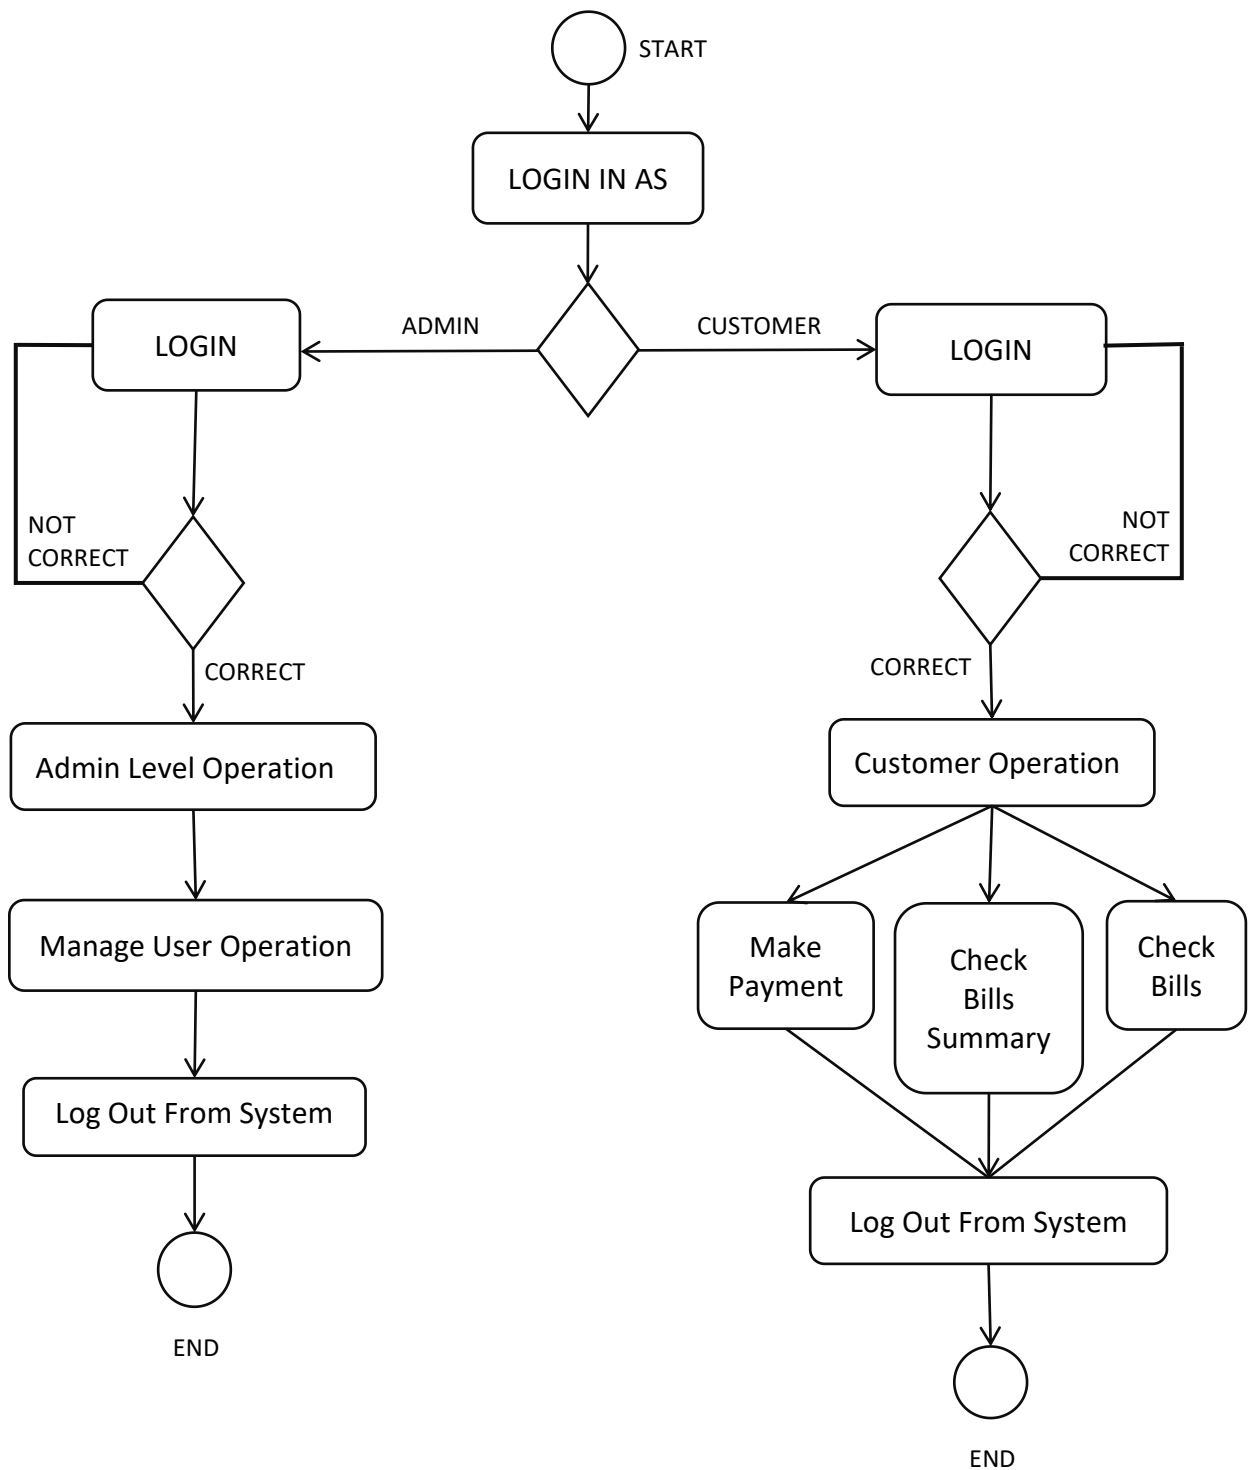 START
LOGIN IN AS
ADMIN
CUSTOMER
LOGIN
LOGIN
NOT
CORRECT
NOT
CORRECT
CORRECT
CORRECT
Admin Level Operation
Customer Operation
Manage User Operation
Make
Payment
Check
Bills
Summary
Check
Bills
Log Out From System
Log Out From System
END
END